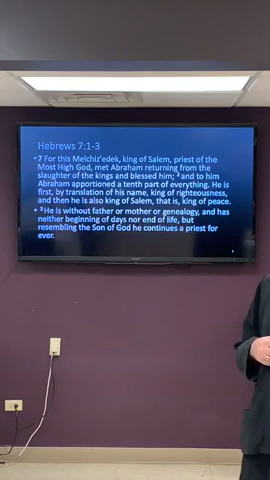 Hebrews 7:1-3
• 7 For this Melchiz'edek, king of Salem, priest of the
Most High God, met Abraham returning from the
slaughter of the kings and blessed him; 2 and to him
Abraham apportioned a tenth part of everything. He is
first, by translation of his name, king of righteousness,
and then he is also king of Salem, that is, king of peace.
• 3 He is without father or mother or genealogy, and has
neither beginning of days nor end of life, but
resembling the Son of God he continues a priest for
ever.